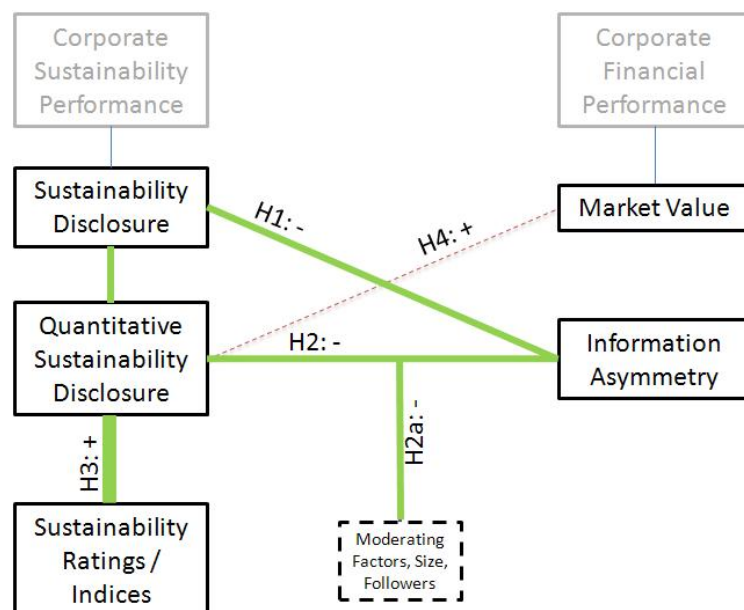 Corporate
Sustainability
Performance
Corporate
Financial
Performance
Sustainability
Disclosure
H1: -
H4: +
Market Value
Quantitative
Sustainability
Disclosure
H2: -
Information
Asymmetry
H3: +
H2a: -
Sustainability
Ratings /
Indices
Moderating
Factors, Size,
Followers